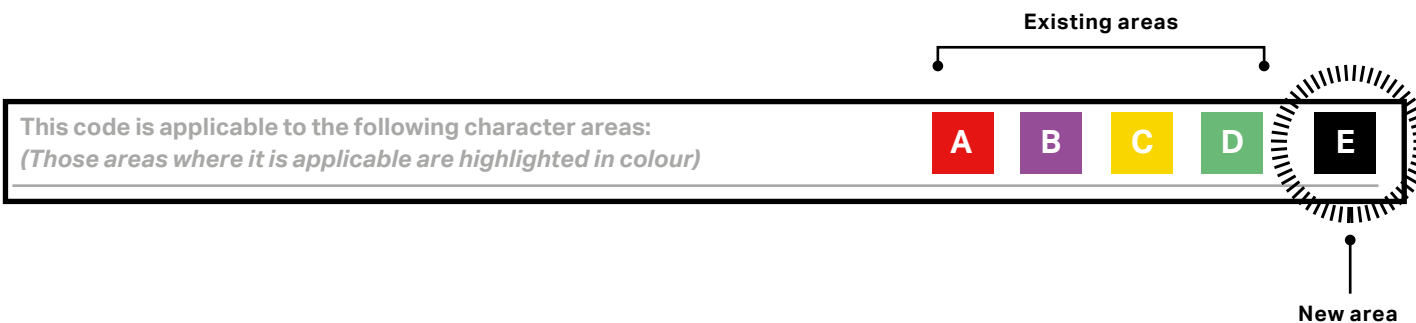 Existing areas
This code is applicable to the following character areas:
(Those areas where it is applicable are highlighted in colour)
A B C D E
New area